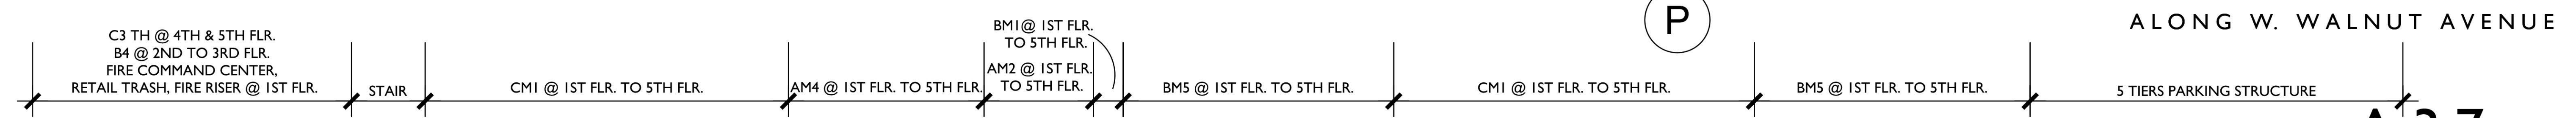 C3 TH @ 4TH & 5TH FLR.
B4 @ 2ND TO 3RD FLR.
FIRE COMMAND CENTER,
RETAIL TRASH, FIRE RISER @ 1ST FLR.
STAIR
CM1 @ 1ST FLR. TO 5TH FLR.
AM4 @ 1ST FLR. TO 5TH FLR.
BM1@ 1ST FLR.
TO 5TH FLR.
AM2 @ 1ST FLR.
TO 5TH FLR.
BM5 @ 1ST FLR. TO 5TH FLR.
CM1 @ 1ST FLR. TO 5TH FLR.
P
BM5 @ 1ST FLR. TO 5TH FLR.
5 TIERS PARKING STRUCTURE
ALONG W. WALNUT AVENUE